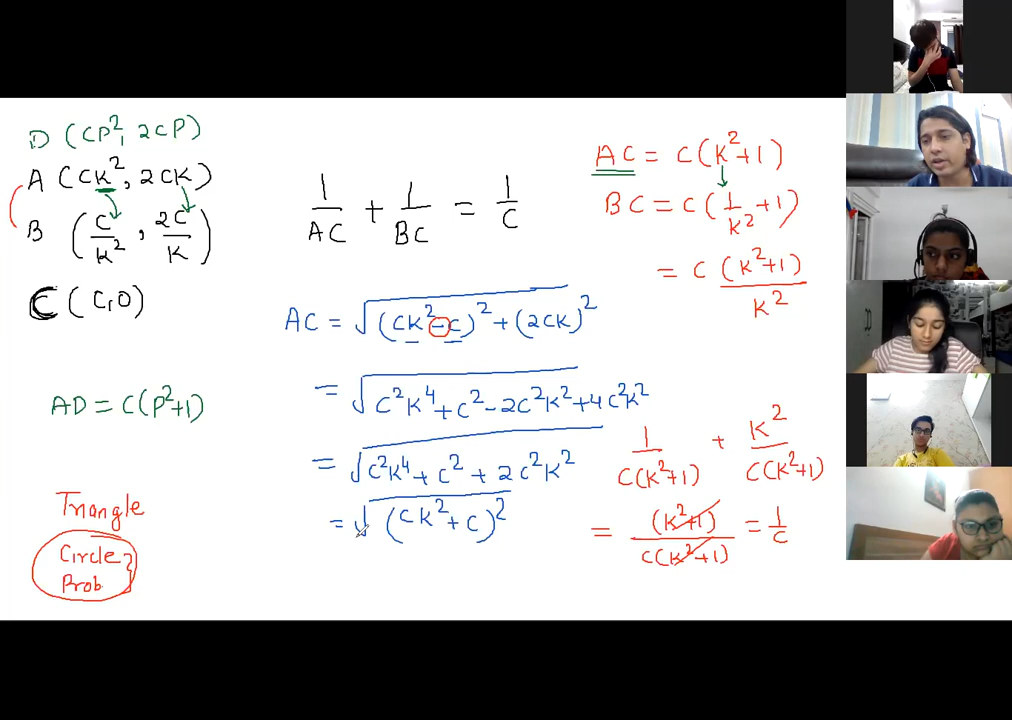 D (CP², 2CP)
A (CK², 2CK)
B (C/K², 2C/K)
C (C,0)
1/AC + 1/BC = 1/C
AC = C(K²+1)
BC = C(1/K² + 1)
= C (K²+1)/K²
AC = √(CK²-C)² + (2CK)²
= √C²K⁴ + C² - 2C²K² + 4C²K²
= √C²K⁴ + C² + 2C²K²
= √(CK² + C)²
AD = C(P²+1)
1/C(K²+1) + K²/C(K²+1)
= (K²+1)/C(K²+1) = 1/C
Triangle
Circle
Prob